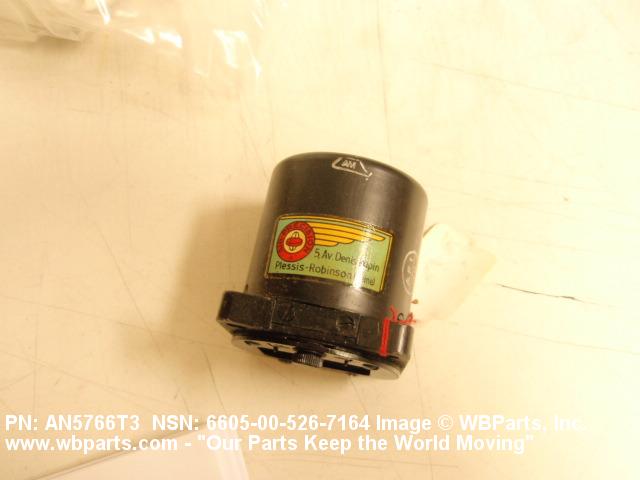 AM
5, Av. Denis Papin
Plessis-Robinson
PN: AN5766T3 NSN: 6605-00-526-7164 Image © WBParts, Inc.
www.wbparts.com - "Our Parts Keep the World Moving"